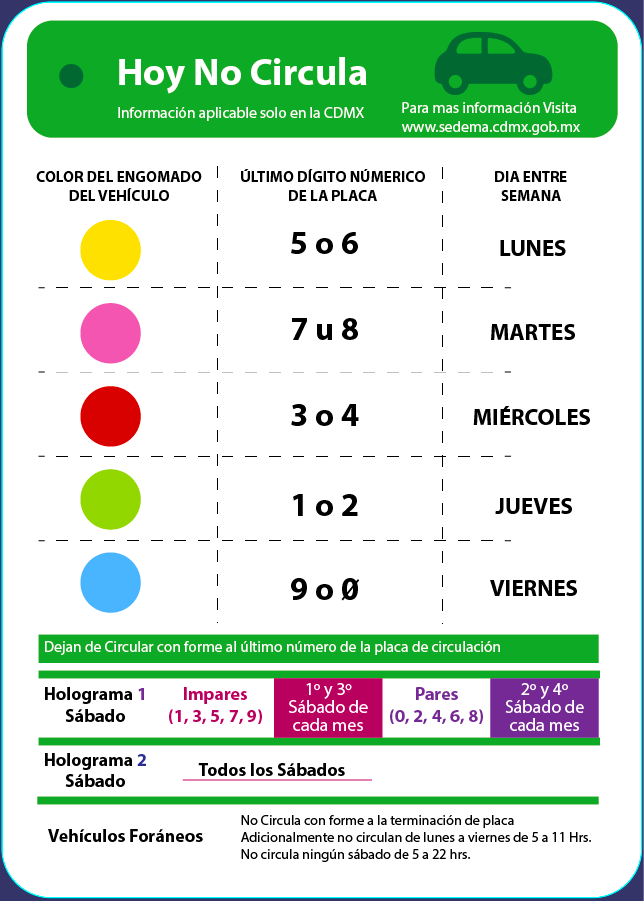 Hoy No Circula
Información aplicable solo en la CDMX
Para mas información Visita
www.sedema.cdmx.gob.mx
COLOR DEL ENGOMADO
DEL VEHÍCULO
ÚLTIMO DÍGITO NÚMERICO
DE LA PLACA
DIA ENTRE
SEMANA
5 o 6
LUNES
7 u 8
MARTES
3 o 4
MIÉRCOLES
1 o 2
JUEVES
9 o 0
VIERNES
Dejan de Circular con forme al último número de la placa de circulación
Holograma 1
Sábado
Impares
(1, 3, 5, 7, 9)
1º y 3º
Sábado de
cada mes
Pares
(0, 2, 4, 6, 8)
2º y 4º
Sábado de
cada mes
Holograma 2
Sábado
Todos los Sábados
Vehículos Foráneos
No Circula con forme a la terminación de placa
Adicionalmente no circulan de lunes a viernes de 5 a 11 Hrs.
No circula ningún sábado de 5 a 22 hrs.